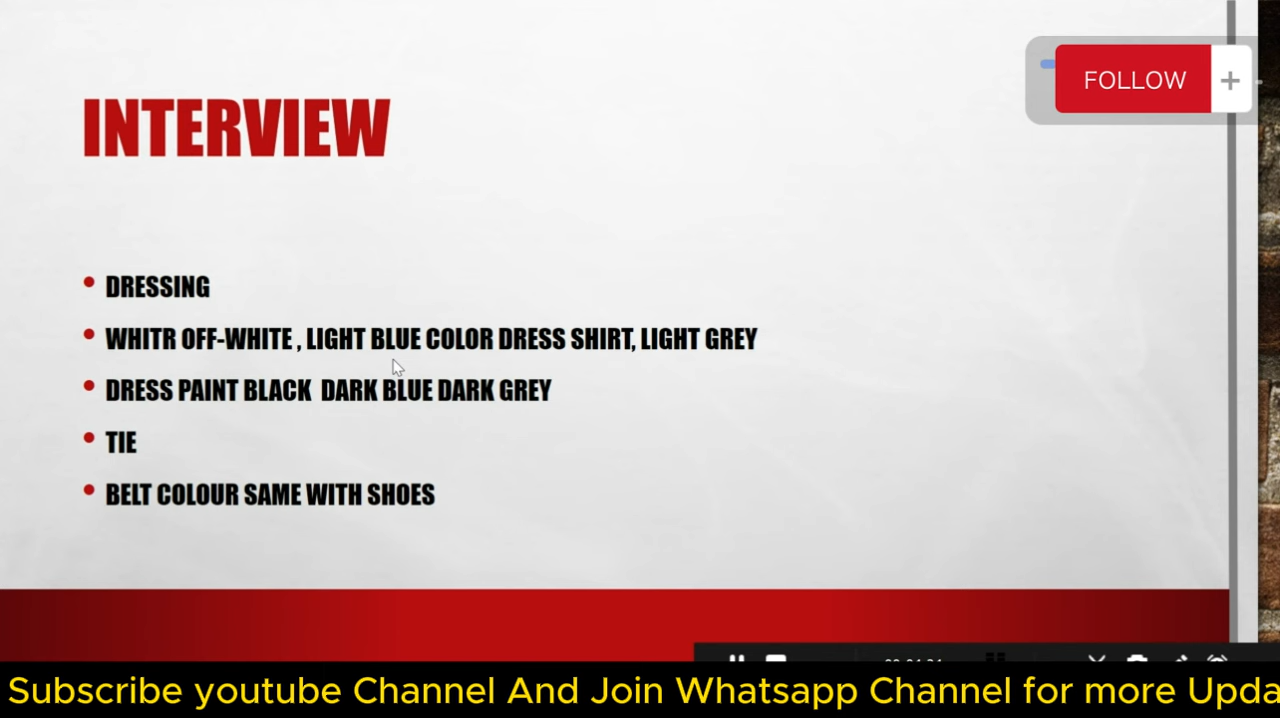 FOLLOW +
INTERVIEW
• DRESSING
• WHITR OFF-WHITE , LIGHT BLUE COLOR DRESS SHIRT, LIGHT GREY
• DRESS PAINT BLACK  DARK BLUE DARK GREY
• TIE
• BELT COLOUR SAME WITH SHOES
Subscribe youtube Channel And Join Whatsapp Channel for more Upda